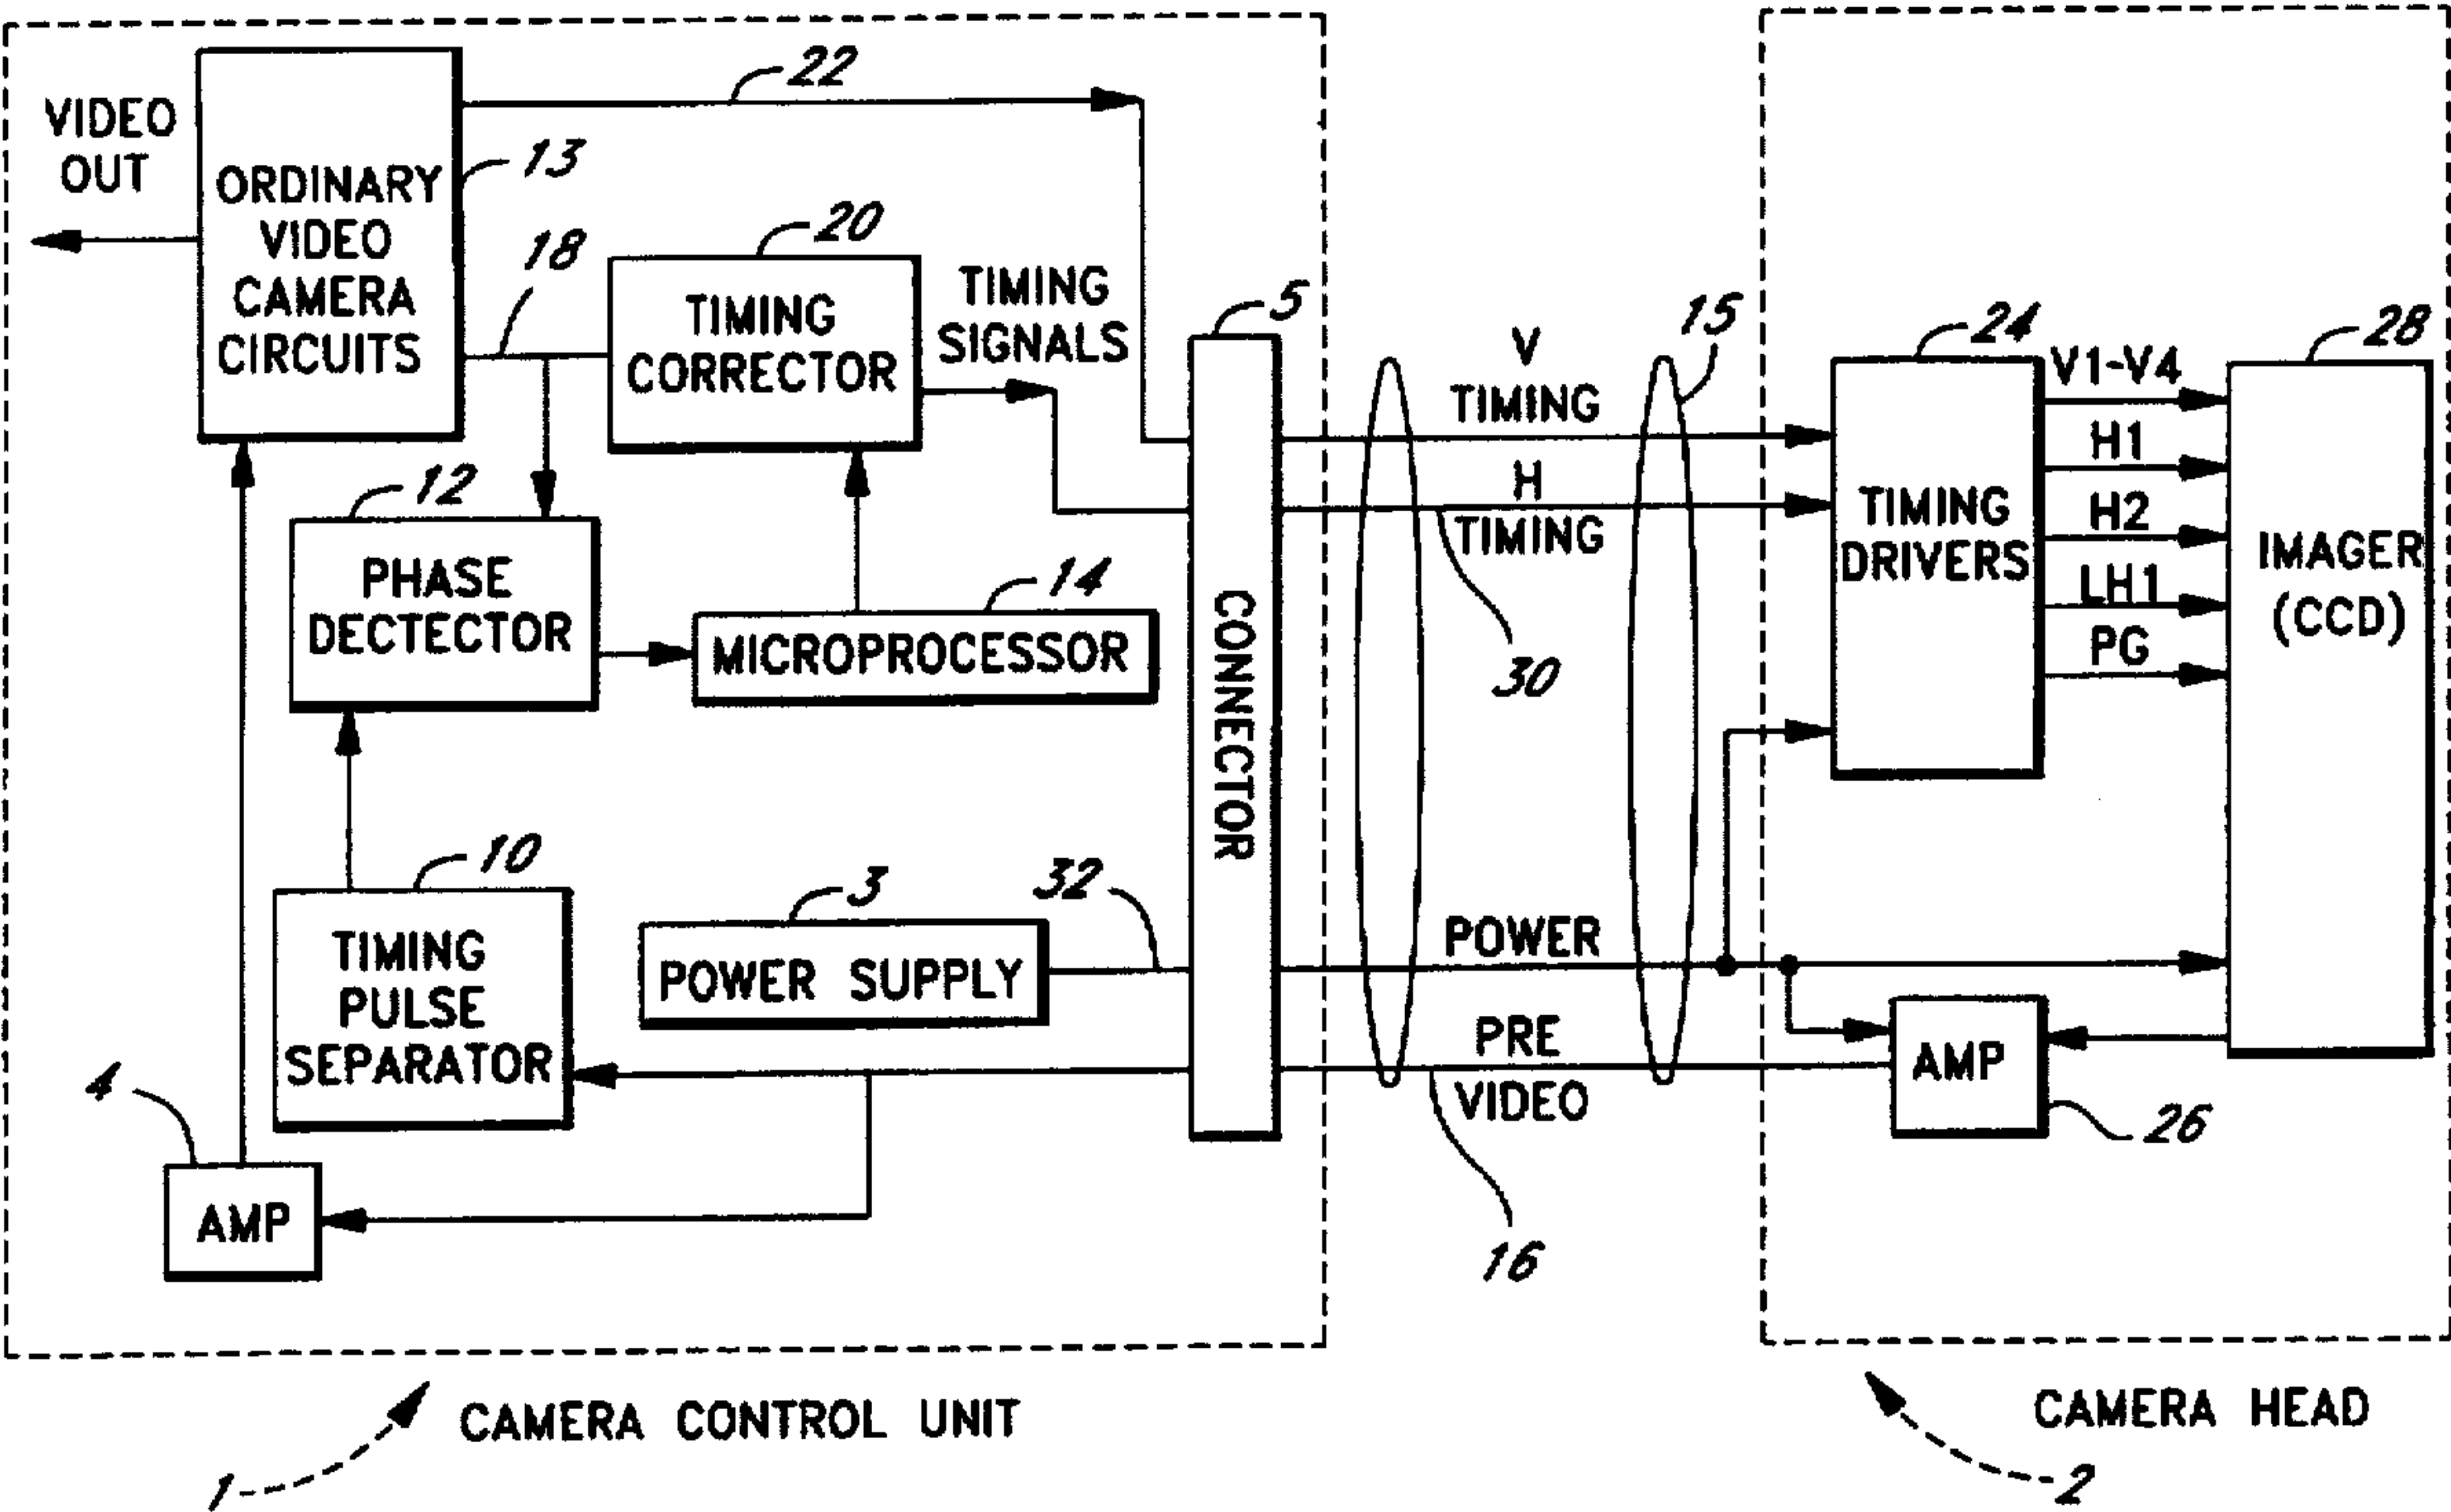 22
VIDEO
OUT
13
ORDINARY
VIDEO
CAMERA
CIRCUITS
18
20
TIMING
CORRECTOR
TIMING
SIGNALS
5
V
TIMING
15
24
V1-V4
28
H1
12
H
TIMING
H2
TIMING
DRIVERS
IMAGER
(CCD)
PHASE
DECTECTOR
14
LH1
MICROPROCESSOR
CONNECTOR
30
PG
10
3
32
TIMING
PULSE
SEPARATOR
POWER SUPPLY
POWER
PRE
VIDEO
AMP
4
26
AMP
16
CAMERA CONTROL UNIT
CAMERA HEAD
1
2